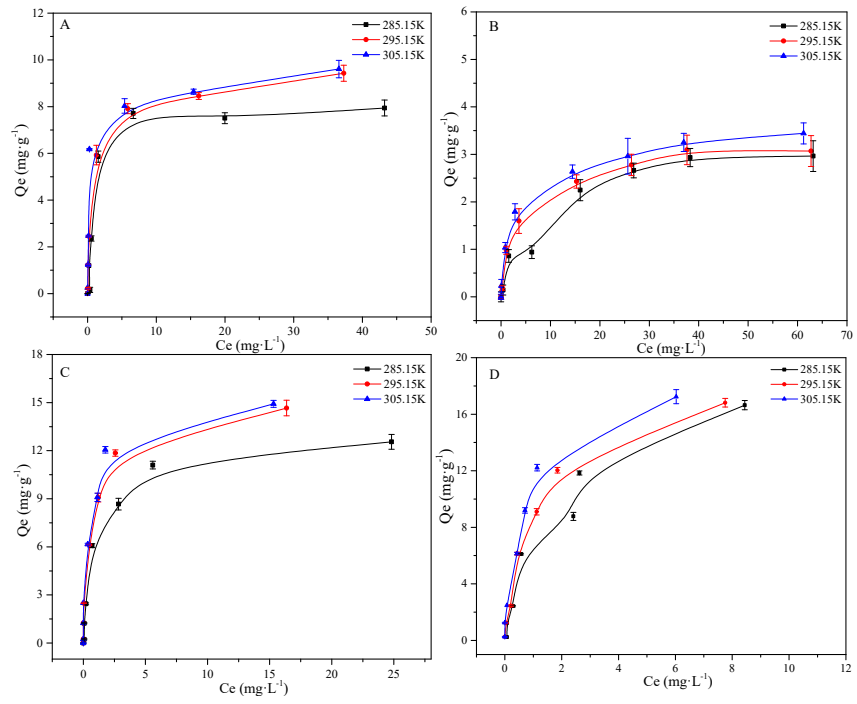 A
285.15K
295.15K
305.15K
12
10
8
6
4
2
0
Qe (mg·g⁻¹)
0 10 20 30 40 50
Ce (mg·L⁻¹)
B
285.15K
295.15K
305.15K
6
5
4
3
2
1
0
Qe (mg·g⁻¹)
0 10 20 30 40 50 60 70
Ce (mg·L⁻¹)
C
285.15K
295.15K
305.15K
18
15
12
9
6
3
0
Qe (mg·g⁻¹)
0 5 10 15 20 25
Ce (mg·L⁻¹)
D
285.15K
295.15K
305.15K
20
16
12
8
4
0
Qe (mg·g⁻¹)
0 2 4 6 8 10 12
Ce (mg·L⁻¹)